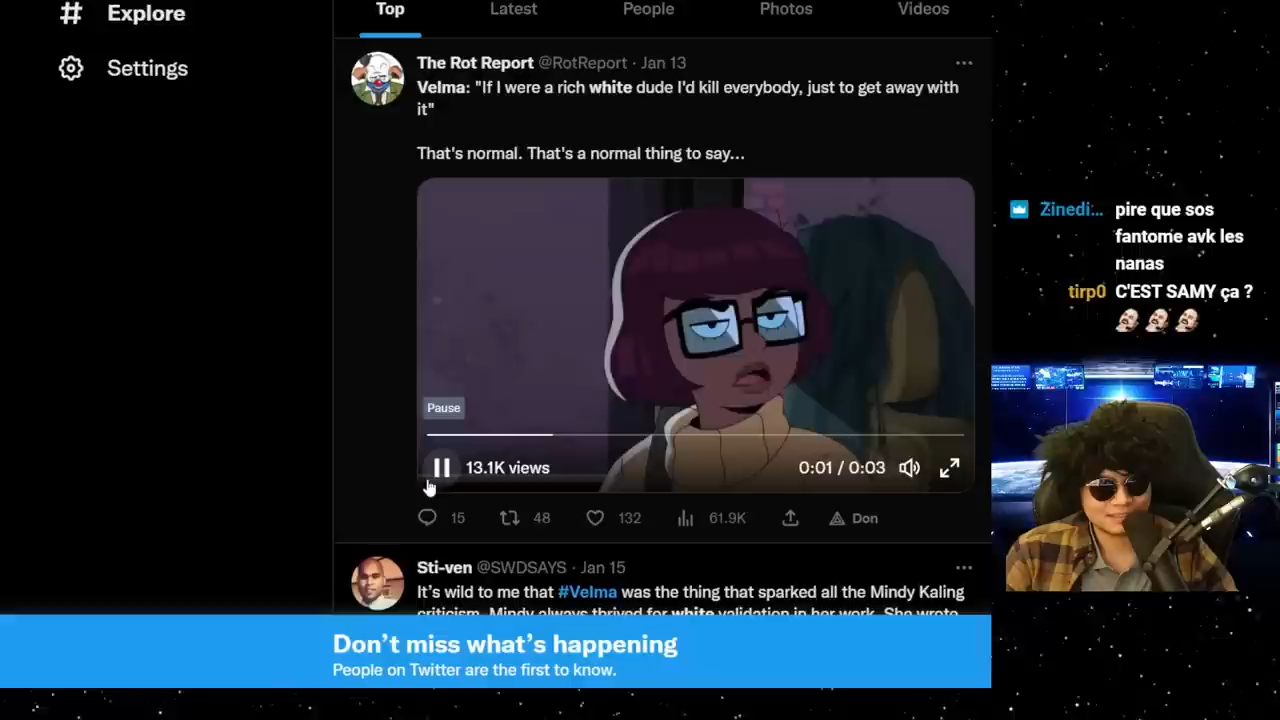 Explore
Settings
Top
Latest
People
Photos
Videos
The Rot Report @RotReport · Jan 13
Velma: "If I were a rich white dude I'd kill everybody, just to get away with
it"
That's normal. That's a normal thing to say...
Pause
13.1K views
0:01 / 0:03
15
48
132
61.9K
Don
Sti-ven @SWDSAYS · Jan 15
It's wild to me that #Velma was the thing that sparked all the Mindy Kaling
criticism. Mindy always thrived for white validation in her work. She wrote
Don't miss what's happening
People on Twitter are the first to know.
Zinedi... pire que sos
fantome avk les
nanas
tirp0 C'EST SAMY ça ?